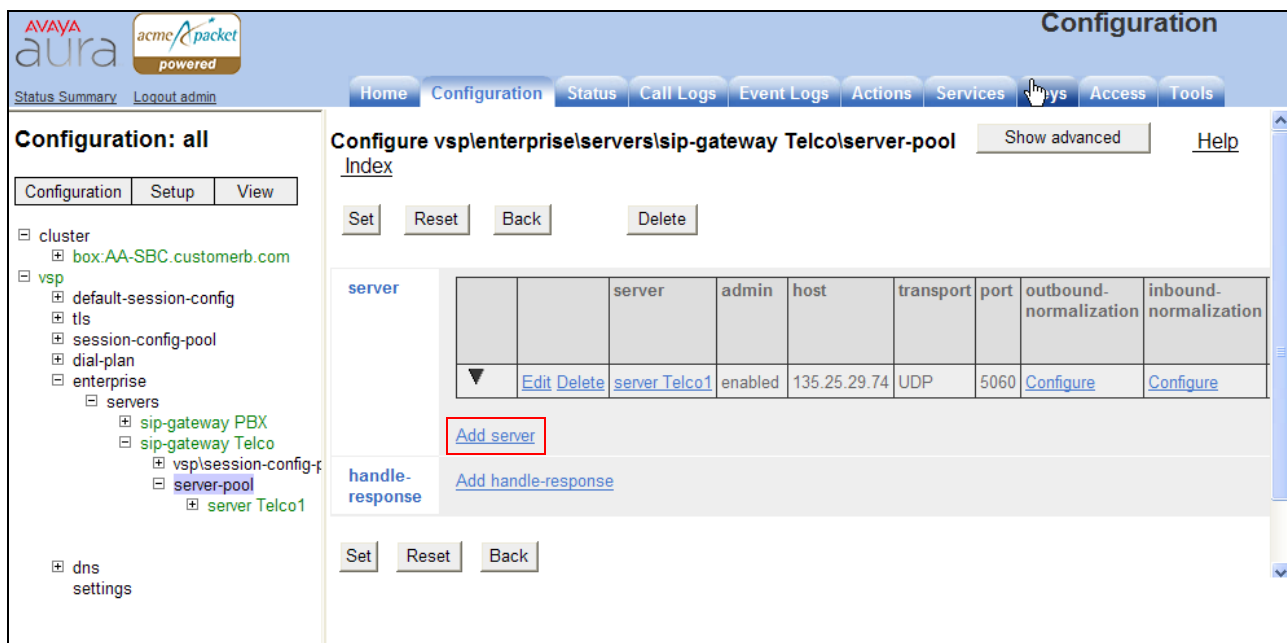 AVAYA
aura
acme packet
powered
Configuration
Status Summary Logout admin
Home Configuration Status Call Logs Event Logs Actions Services Access Tools
Configuration: all
Configuration Setup View
cluster
box:AA-SBC.customerb.com
vsp
default-session-config
tls
session-config-pool
dial-plan
enterprise
servers
sip-gateway PBX
sip-gateway Telco
vsp\session-config-p
server-pool
server Telco1
dns
settings
Configure vsp\enterprise\servers\sip-gateway Telco\server-pool Show advanced Help
Index
Set Reset Back Delete
server
server admin host transport port outbound- inbound-
normalization normalization
Edit Delete server Telco1 enabled 135.25.29.74 UDP 5060 Configure Configure
Add server
handle- Add handle-response
response
Set Reset Back